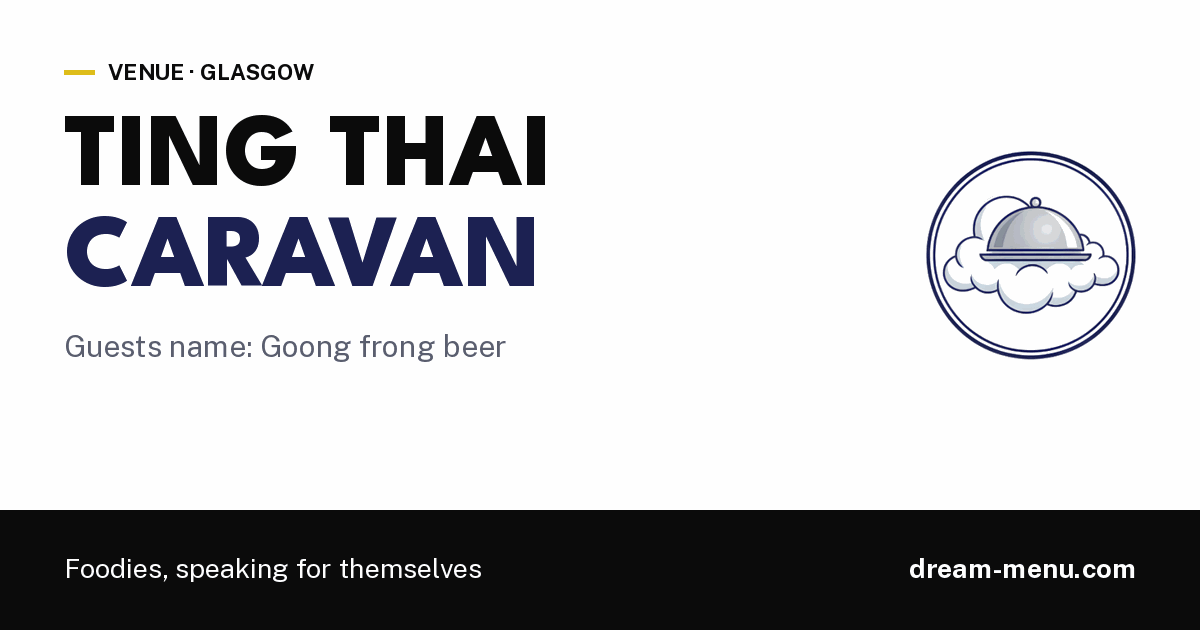 VENUE · GLASGOW
TING THAI
CARAVAN
Guests name: Goong frong beer
Foodies, speaking for themselves
dream-menu.com